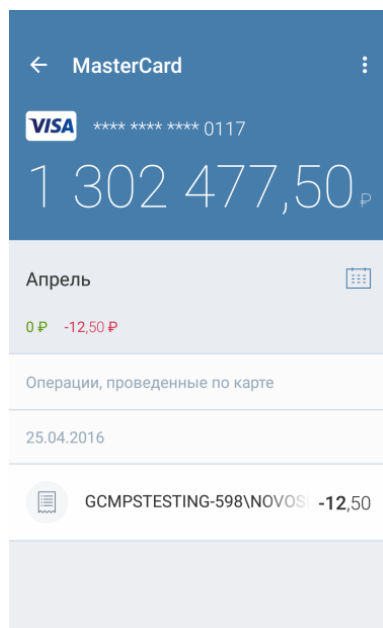 MasterCard
VISA **** **** **** 0117
1 302 477,50 ₽
Апрель
0 ₽ -12,50 ₽
Операции, проведенные по карте
25.04.2016
GCMPSTESTING-598\NOVOS -12,50